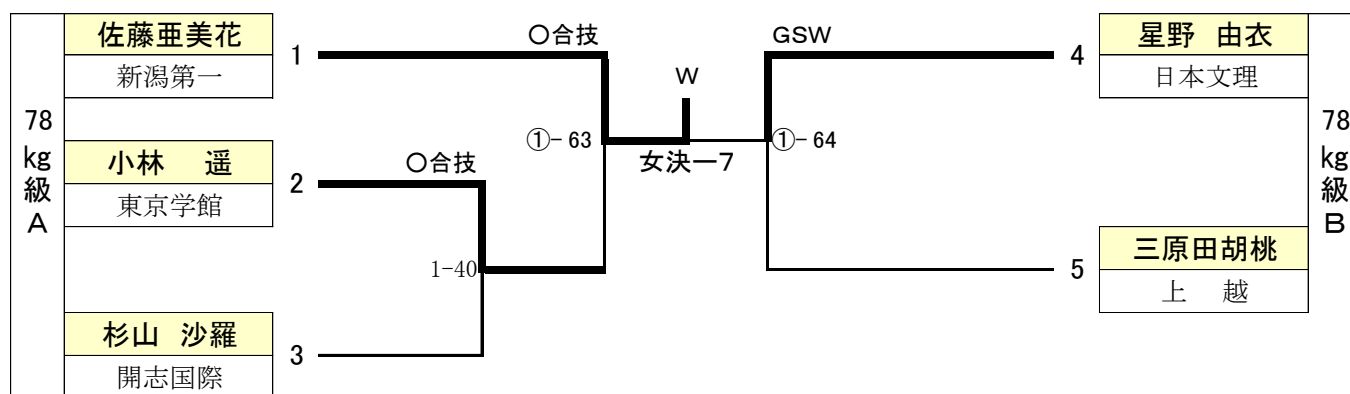 78
kg
級
A
佐藤亜美花
新潟第一
1
〇合技
①-63
小林　遥
東京学館
2
〇合技
1-40
杉山　沙羅
開志国際
3
W
女決ー7
GSW
①-64
4
星野　由衣
日本文理
5
三原田胡桃
上　越
78
kg
級
B